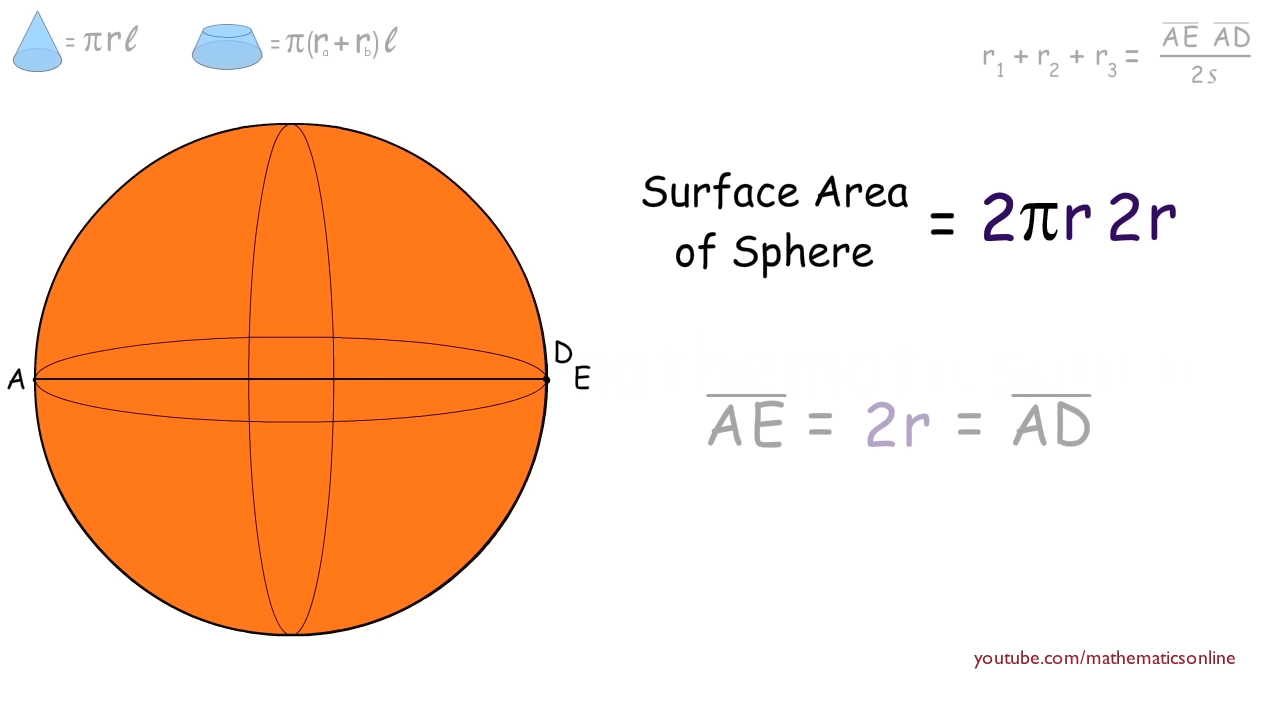 = πrℓ
= π(rₐ + r_b) ℓ
r₁ + r₂ + r₃ = AE AD / 2s
Surface Area
of Sphere
= 2πr 2r
A
D
E
AE = 2r = AD
youtube.com/mathematicsonline